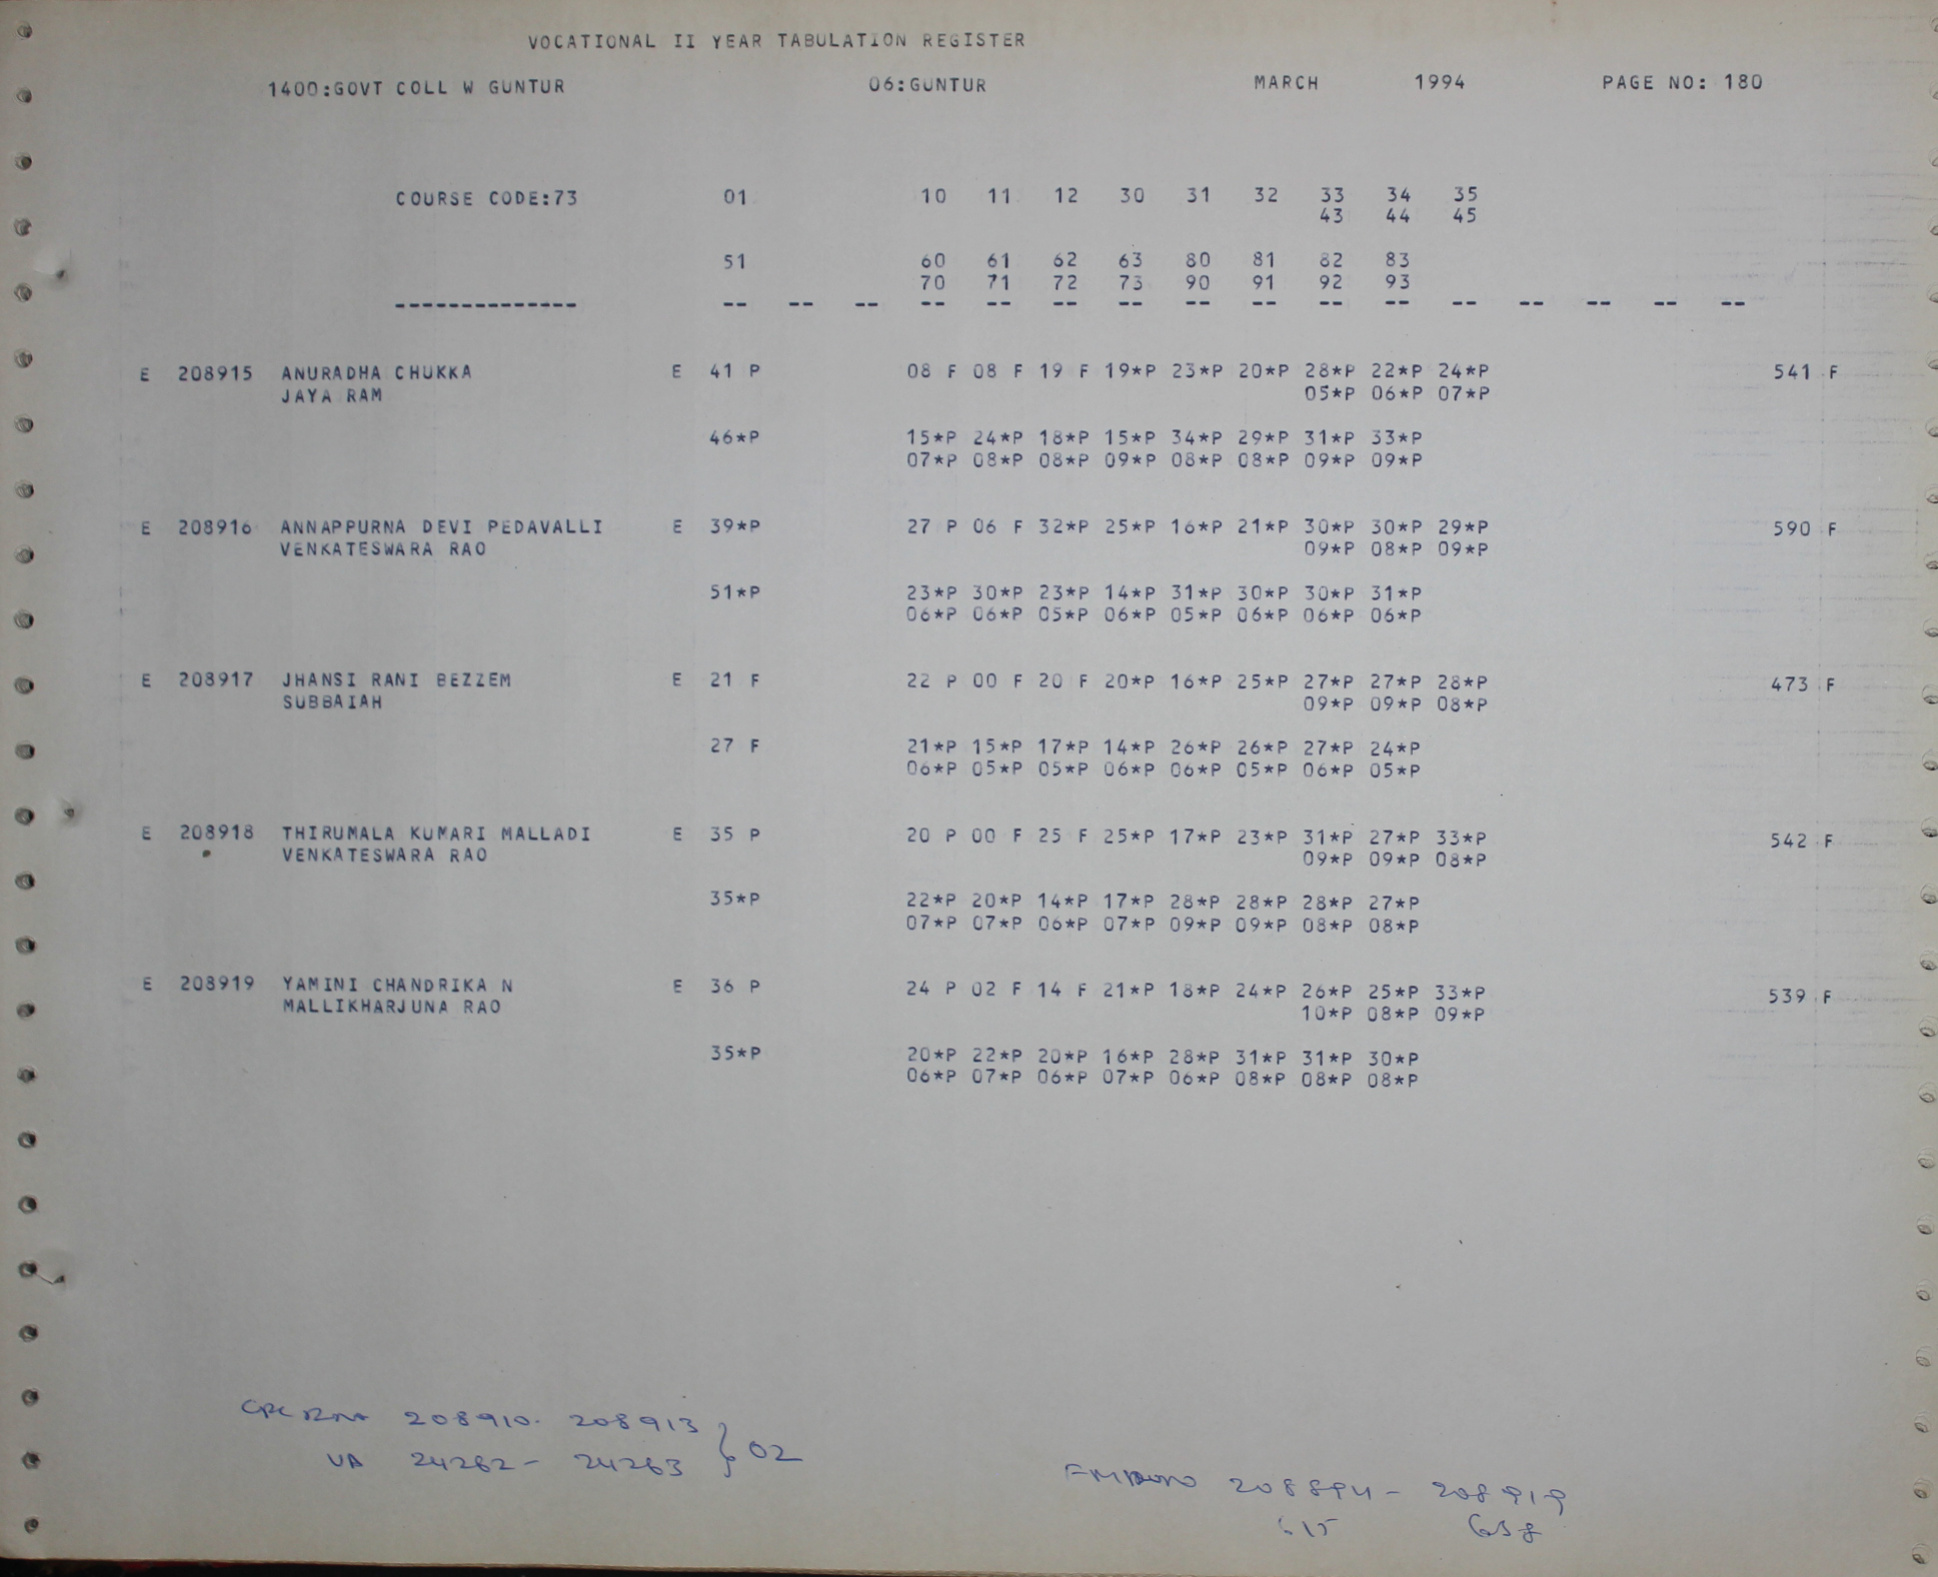 VOCATIONAL II YEAR TABULATION REGISTER
1400:GOVT COLL W GUNTUR 06:GUNTUR MARCH 1994 PAGE NO: 180
COURSE CODE:73 01 10 11 12 30 31 32 33 34 35
43 44 45
51 60 61 62 63 80 81 82 83
70 71 72 73 90 91 92 93
-------------- -- -- -- -- -- -- -- -- -- -- -- -- -- -- -- --
E 208915 ANURADHA CHUKKA E 41 P 08 F 08 F 19 F 19*P 23*P 20*P 28*P 22*P 24*P 541 F
JAYA RAM 05*P 06*P 07*P
46*P 15*P 24*P 18*P 15*P 34*P 29*P 31*P 33*P
07*P 08*P 08*P 09*P 08*P 08*P 09*P 09*P
E 208916 ANNAPPURNA DEVI PEDAVALLI E 39*P 27 P 06 F 32*P 25*P 16*P 21*P 30*P 30*P 29*P 590 F
VENKATESWARA RAO 09*P 08*P 09*P
51*P 23*P 30*P 23*P 14*P 31*P 30*P 30*P 31*P
06*P 06*P 05*P 06*P 05*P 06*P 06*P 06*P
E 208917 JHANSI RANI BEZZEM E 21 F 22 P 00 F 20 F 20*P 16*P 25*P 27*P 27*P 28*P 473 F
SUBBAIAH 09*P 09*P 08*P
27 F 21*P 15*P 17*P 14*P 26*P 26*P 27*P 24*P
06*P 05*P 05*P 06*P 06*P 05*P 06*P 05*P
E 208918 THIRUMALA KUMARI MALLADI E 35 P 20 P 00 F 25 F 25*P 17*P 23*P 31*P 27*P 33*P 542 F
VENKATESWARA RAO 09*P 09*P 08*P
35*P 22*P 20*P 14*P 17*P 28*P 28*P 28*P 27*P
07*P 07*P 06*P 07*P 09*P 09*P 08*P 08*P
E 208919 YAMINI CHANDRIKA N E 36 P 24 P 02 F 14 F 21*P 18*P 24*P 26*P 25*P 33*P 539 F
MALLIKHARJUNA RAO 10*P 08*P 09*P
35*P 20*P 22*P 20*P 16*P 28*P 31*P 31*P 30*P
06*P 07*P 06*P 07*P 06*P 08*P 08*P 08*P
208910- 208913
24262- 24263 } 02
208894 - 208919
638